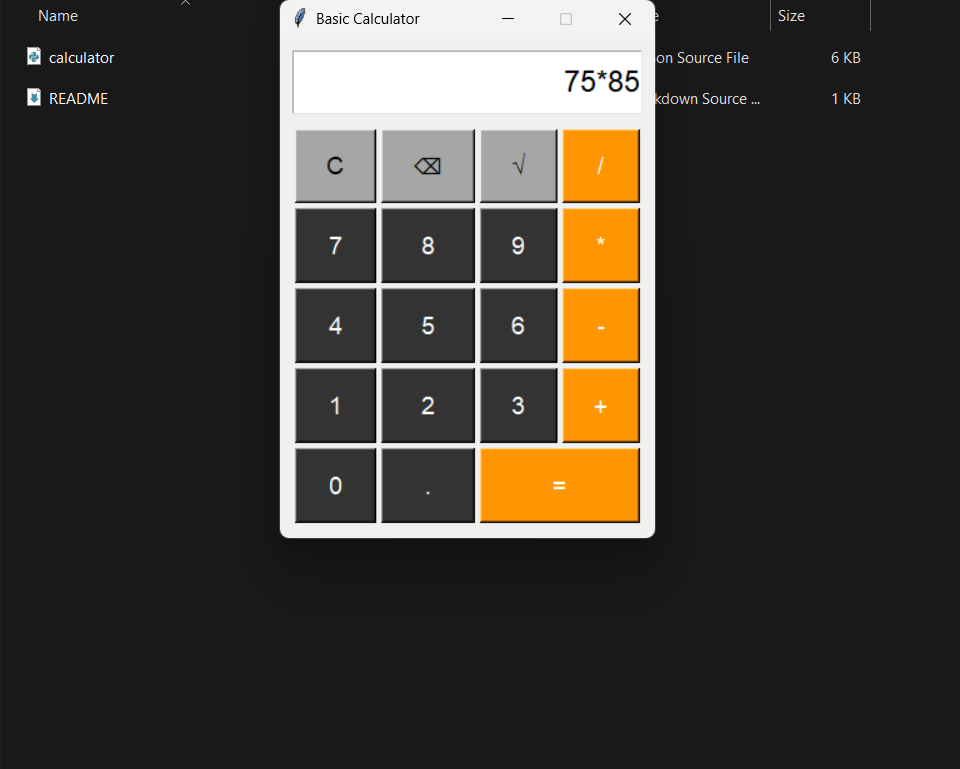 Name
Size
calculator
on Source File
6 KB
README
kdown Source ...
1 KB
Basic Calculator
75*85
C ⌫ √ /
7 8 9 *
4 5 6 -
1 2 3 +
0 . =